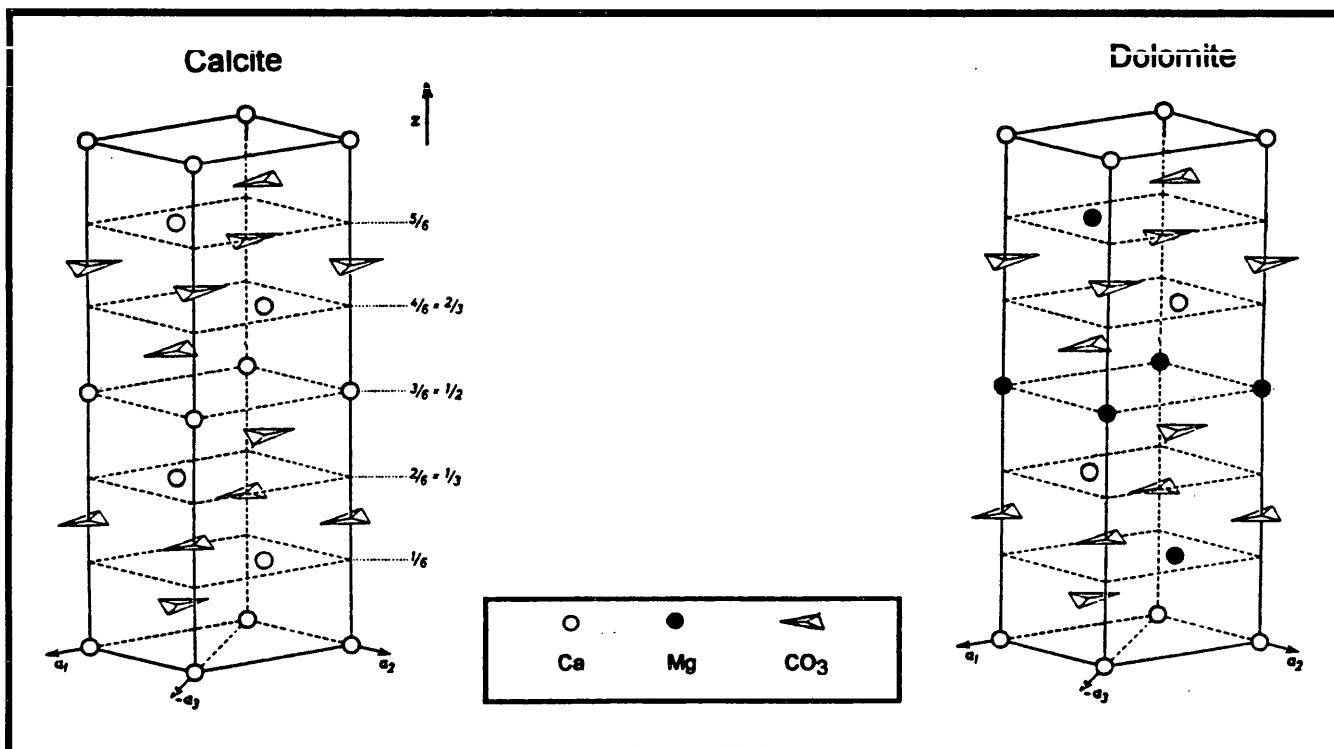 Calcite
Dolomite
z
5/6
4/6 = 2/3
3/6 = 1/2
2/6 = 1/3
1/6
a1
a2
-a3
a1
a2
-a3
Ca
Mg
CO3